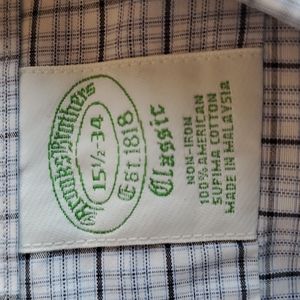 Brooks Brothers
15½-34
Est. 1818
Classic
NON-IRON
100% AMERICAN
SUPIMA COTTON
MADE IN MALAYSIA